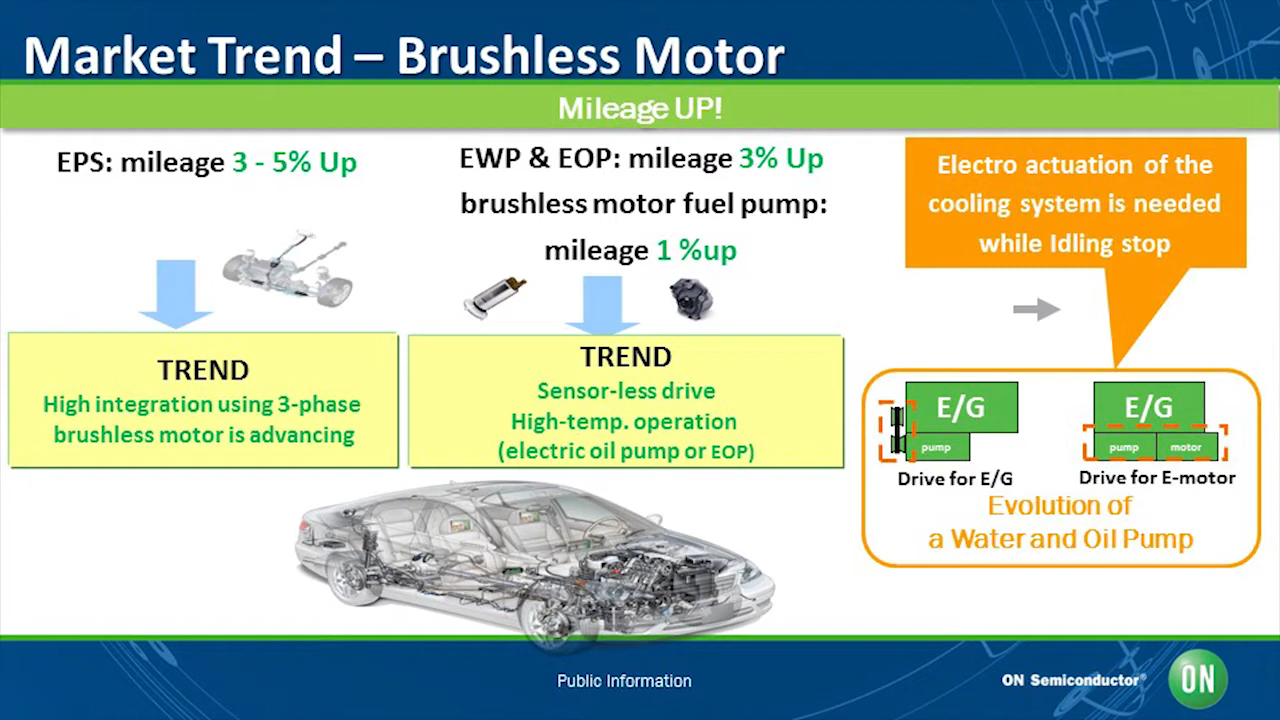 Market Trend – Brushless Motor
Mileage UP!
EPS: mileage 3 - 5% Up
TREND
High integration using 3-phase
brushless motor is advancing
EWP & EOP: mileage 3% Up
brushless motor fuel pump:
mileage 1 %up
TREND
Sensor-less drive
High-temp. operation
(electric oil pump or EOP)
Electro actuation of the
cooling system is needed
while Idling stop
E/G
pump
Drive for E/G
E/G
pump
motor
Drive for E-motor
Evolution of
a Water and Oil Pump
Public Information
ON Semiconductor®
ON